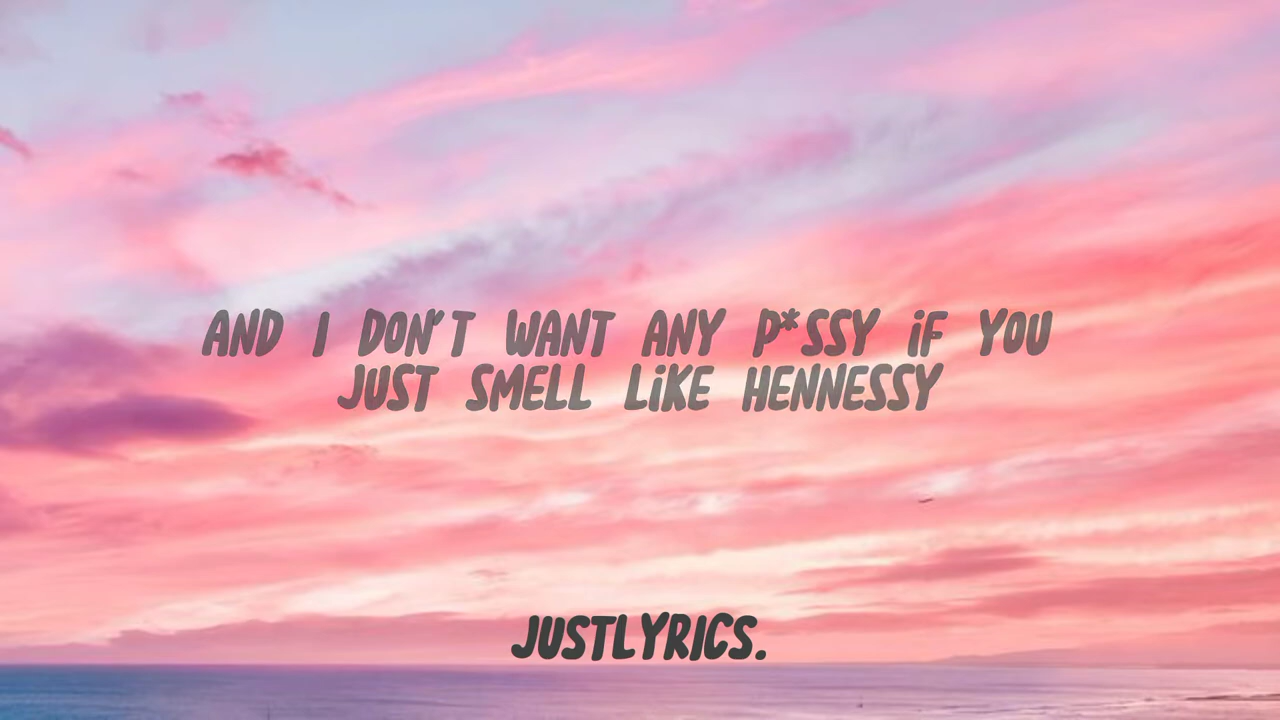 AND I DON'T WANT ANY P*SSY iF YOU
JUST SMELL LiKE HENNESSY
JUSTLYRICS.